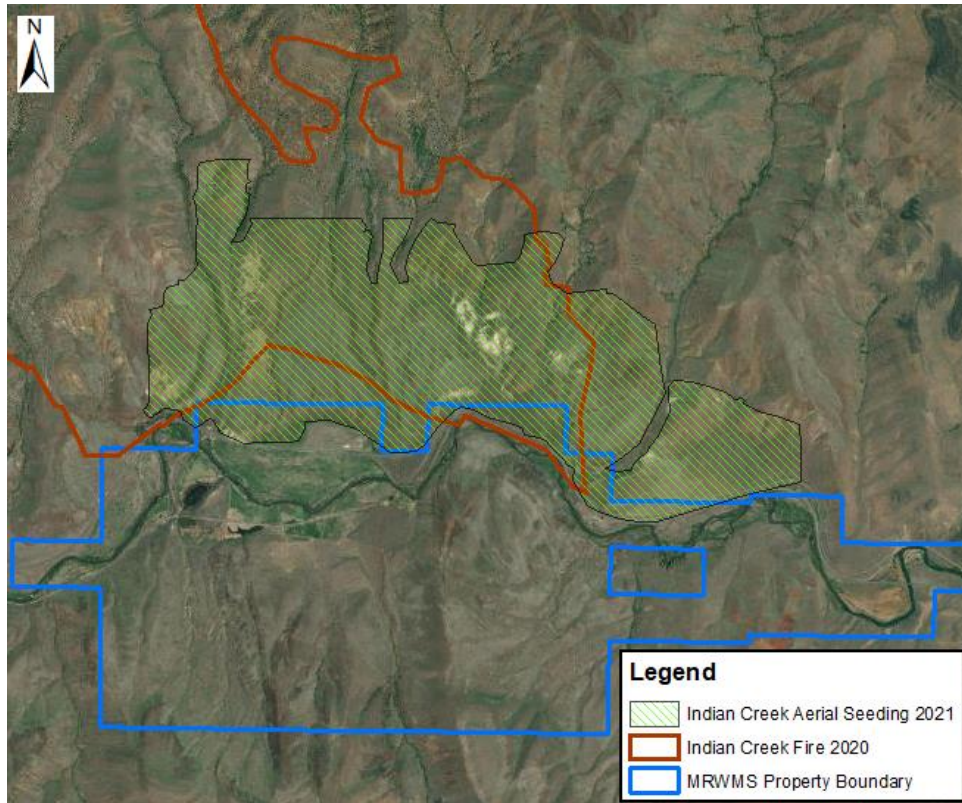 N
Legend
Indian Creek Aerial Seeding 2021
Indian Creek Fire 2020
MRWMS Property Boundary